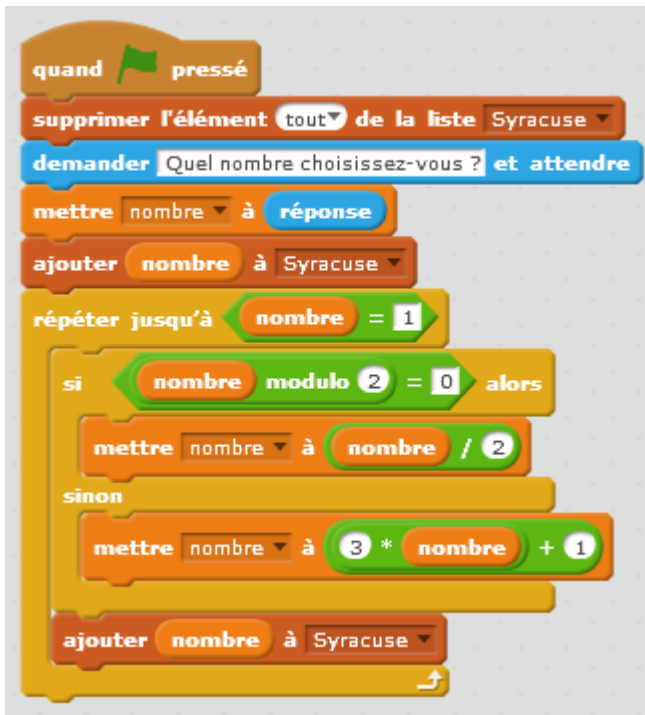 quand pressé
supprimer l'élément tout de la liste Syracuse
demander Quel nombre choisissez-vous ? et attendre
mettre nombre à réponse
ajouter nombre à Syracuse
répéter jusqu'à nombre = 1
si nombre modulo 2 = 0 alors
mettre nombre à nombre / 2
sinon
mettre nombre à 3 * nombre + 1
ajouter nombre à Syracuse